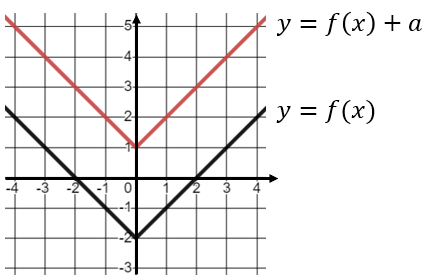 y = f(x) + a
5
4
3
2
1
y = f(x)
-4 -3 -2 -1 0 1 2 3 4
-1
-2
-3